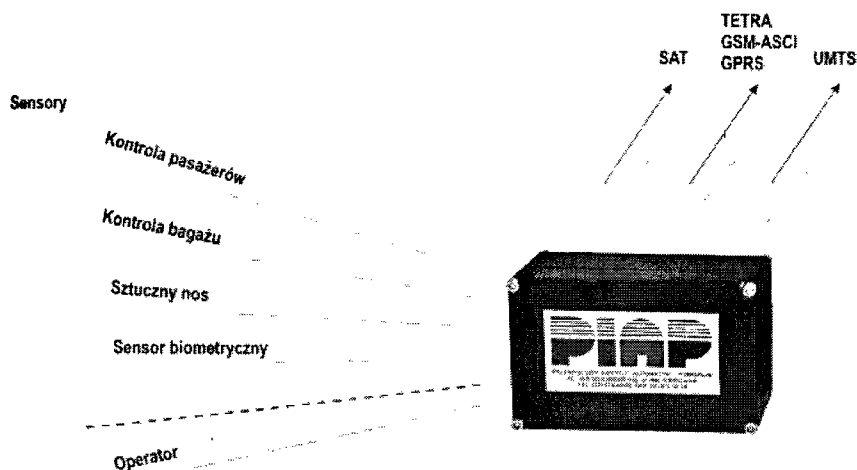 TETRA
GSM-ASCI
GPRS
SAT
UMTS
Sensory
Kontrola pasażerów
Kontrola bagażu
Sztuczny nos
Sensor biometryczny
Operator
PIAP